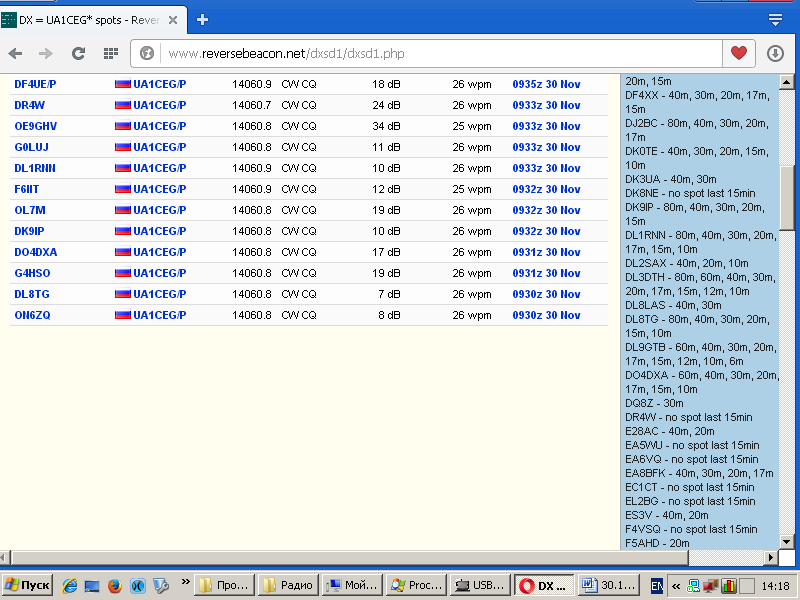 DX = UA1CEG* spots - Rever
www.reversebeacon.net/dxsd1/dxsd1.php
DF4UE/P UA1CEG/P 14060.9 CW CQ 18 dB 26 wpm 0935z 30 Nov
DR4W UA1CEG/P 14060.7 CW CQ 24 dB 26 wpm 0933z 30 Nov
OE9GHV UA1CEG/P 14060.8 CW CQ 34 dB 25 wpm 0933z 30 Nov
G0LUJ UA1CEG/P 14060.8 CW CQ 11 dB 26 wpm 0933z 30 Nov
DL1RNN UA1CEG/P 14060.9 CW CQ 10 dB 26 wpm 0933z 30 Nov
F6IIT UA1CEG/P 14060.9 CW CQ 12 dB 25 wpm 0932z 30 Nov
OL7M UA1CEG/P 14060.8 CW CQ 19 dB 26 wpm 0932z 30 Nov
DK9IP UA1CEG/P 14060.8 CW CQ 10 dB 26 wpm 0932z 30 Nov
DO4DXA UA1CEG/P 14060.8 CW CQ 17 dB 26 wpm 0931z 30 Nov
G4HSO UA1CEG/P 14060.8 CW CQ 19 dB 26 wpm 0931z 30 Nov
DL8TG UA1CEG/P 14060.8 CW CQ 7 dB 26 wpm 0930z 30 Nov
ON6ZQ UA1CEG/P 14060.8 CW CQ 8 dB 26 wpm 0930z 30 Nov
20m, 15m
DF4XX - 40m, 30m, 20m, 17m,
15m
DJ2BC - 80m, 40m, 30m, 20m,
17m
DK0TE - 40m, 30m, 20m, 15m,
10m
DK3UA - 40m, 30m
DK8NE - no spot last 15min
DK9IP - 80m, 40m, 30m, 20m,
15m
DL1RNN - 80m, 40m, 30m, 20m,
17m, 15m, 10m
DL2SAX - 40m, 20m, 10m
DL3DTH - 80m, 60m, 40m, 30m,
20m, 17m, 15m, 12m, 10m
DL8LAS - 40m, 30m
DL8TG - 80m, 40m, 30m, 20m,
15m, 10m
DL9GTB - 60m, 40m, 30m, 20m,
17m, 15m, 12m, 10m, 6m
DO4DXA - 60m, 40m, 30m, 20m,
17m, 15m, 10m
DQ8Z - 30m
DR4W - no spot last 15min
E28AC - 40m, 20m
EA5WU - no spot last 15min
EA6VQ - no spot last 15min
EA8BFK - 40m, 30m, 20m, 17m
EC1CT - no spot last 15min
EL2BG - no spot last 15min
ES3V - 40m, 20m
F4VSQ - no spot last 15min
F5AHD - 20m
Пуск » Про... Радио Мой... Proc... USB... DX ... 30.1... EN « 14:18